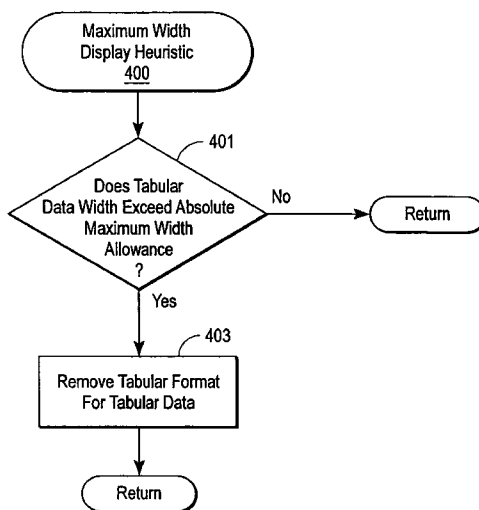 Maximum Width
Display Heuristic
400
401
Does Tabular
Data Width Exceed Absolute
Maximum Width
Allowance
?
No
Return
Yes
403
Remove Tabular Format
For Tabular Data
Return